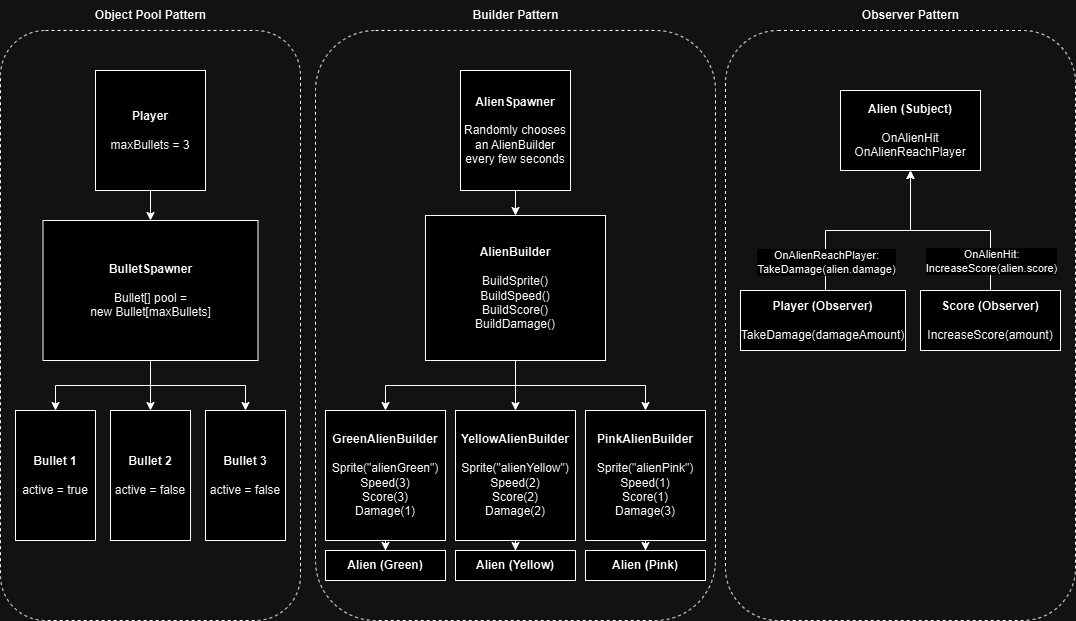 Object Pool Pattern
Player
maxBullets = 3
BulletSpawner
Bullet[] pool =
new Bullet[maxBullets]
Bullet 1
active = true
Bullet 2
active = false
Bullet 3
active = false
Builder Pattern
AlienSpawner
Randomly chooses
an AlienBuilder
every few seconds
AlienBuilder
BuildSprite()
BuildSpeed()
BuildScore()
BuildDamage()
GreenAlienBuilder
Sprite("alienGreen")
Speed(3)
Score(3)
Damage(1)
Alien (Green)
YellowAlienBuilder
Sprite("alienYellow")
Speed(2)
Score(2)
Damage(2)
Alien (Yellow)
PinkAlienBuilder
Sprite("alienPink")
Speed(1)
Score(1)
Damage(3)
Alien (Pink)
Observer Pattern
Alien (Subject)
OnAlienHit
OnAlienReachPlayer
OnAlienReachPlayer:
TakeDamage(alien.damage)
Player (Observer)
TakeDamage(damageAmount)
OnAlienHit:
IncreaseScore(alien.score)
Score (Observer)
IncreaseScore(amount)